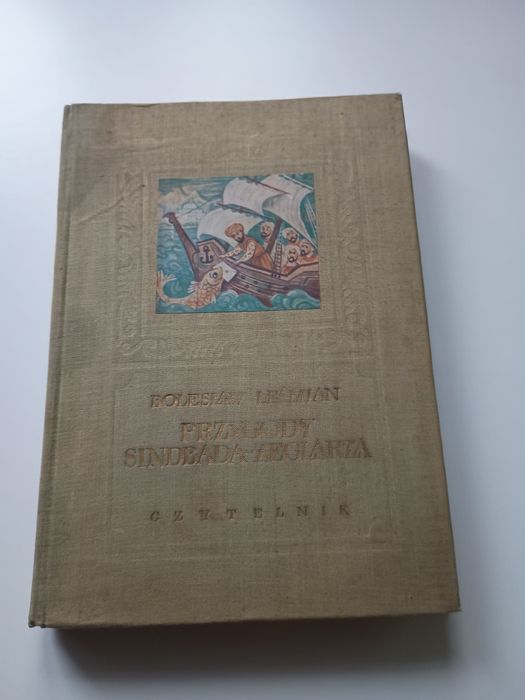 BOLESŁAW LEŚMIAN
PRZYGODY
SINDBADA ŻEGLARZA
CZYTELNIK